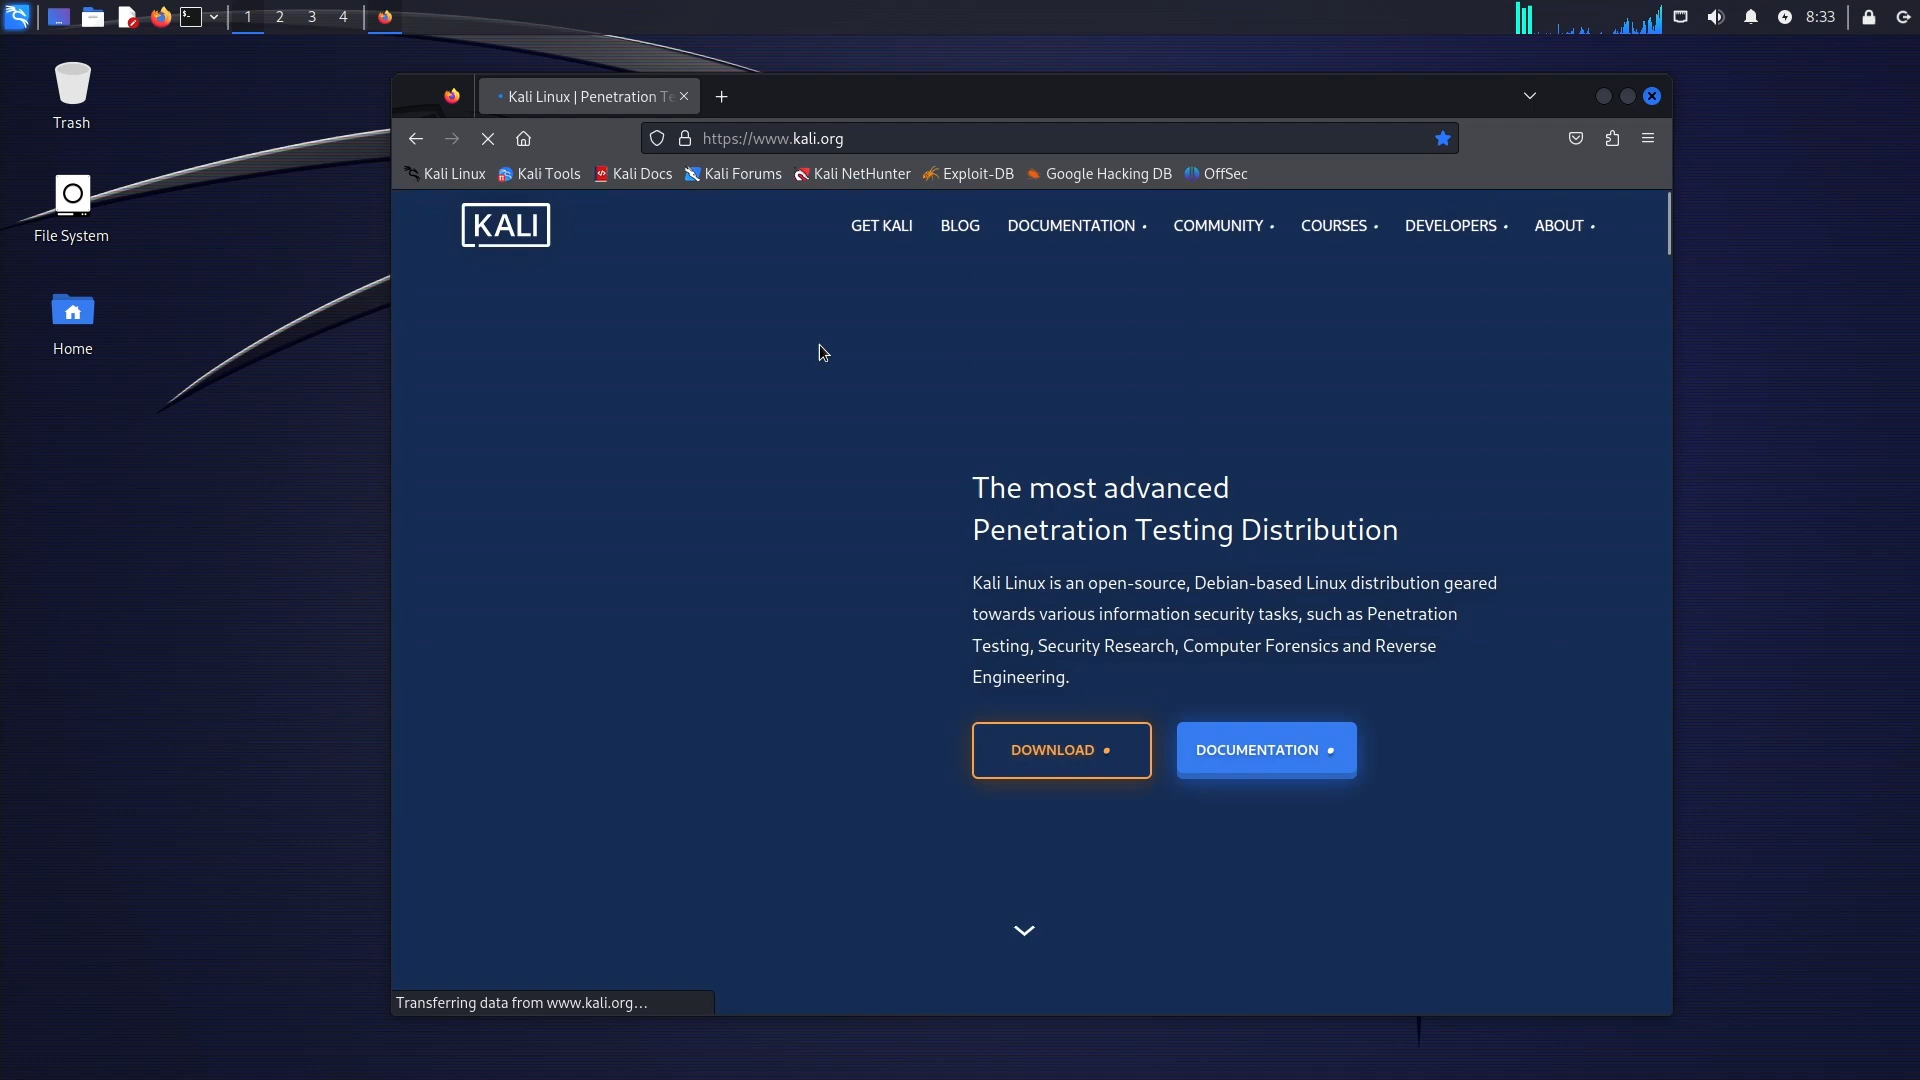 1 2 3 4
8:33
Trash
File System
Home
Kali Linux | Penetration Te
https://www.kali.org
Kali Linux Kali Tools Kali Docs Kali Forums Kali NetHunter Exploit-DB Google Hacking DB OffSec
KALI
GET KALI BLOG DOCUMENTATION COMMUNITY COURSES DEVELOPERS ABOUT
The most advanced
Penetration Testing Distribution
Kali Linux is an open-source, Debian-based Linux distribution geared
towards various information security tasks, such as Penetration
Testing, Security Research, Computer Forensics and Reverse
Engineering.
DOWNLOAD DOCUMENTATION
Transferring data from www.kali.org…